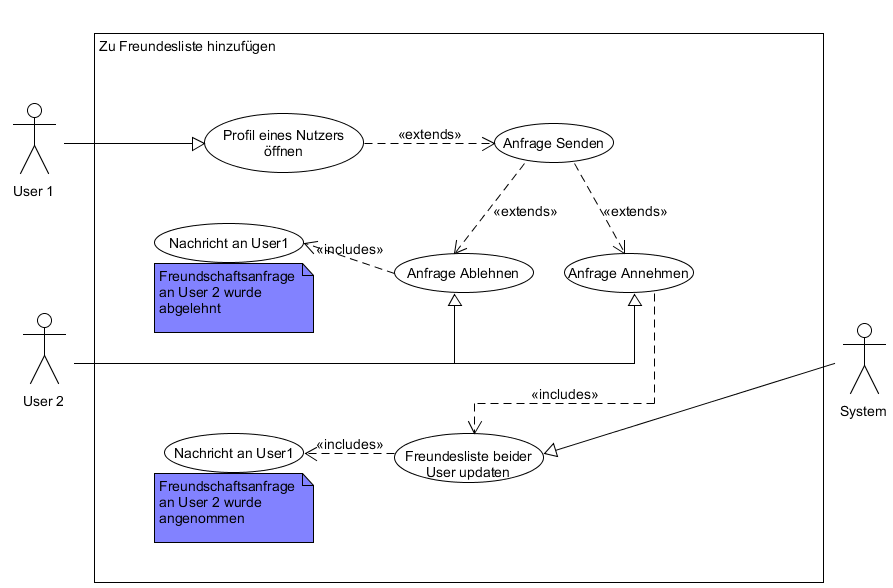 Zu Freundesliste hinzufügen
Profil eines Nutzers
öffnen
«extends»
Anfrage Senden
User 1
«extends»
«extends»
Nachricht an User1
«includes»
Anfrage Ablehnen
Anfrage Annehmen
Freundschaftsanfrage
an User 2 wurde
abgelehnt
User 2
System
«includes»
«includes»
Nachricht an User1
Freundesliste beider
User updaten
Freundschaftsanfrage
an User 2 wurde
angenommen